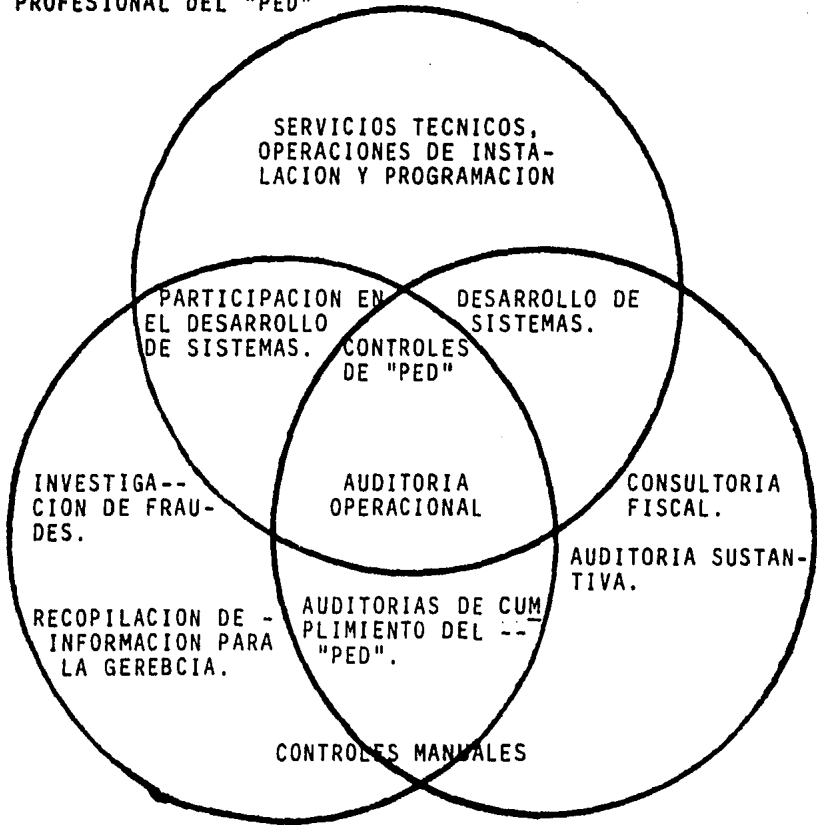 PROFESIONAL DEL "PED"
SERVICIOS TECNICOS,
OPERACIONES DE INSTA-
LACION Y PROGRAMACION
PARTICIPACION EN
EL DESARROLLO
DE SISTEMAS.
DESARROLLO DE
SISTEMAS.
CONTROLES
DE "PED"
INVESTIGA--
CION DE FRAU-
DES.
AUDITORIA
OPERACIONAL
CONSULTORIA
FISCAL.
AUDITORIA SUSTAN-
TIVA.
RECOPILACION DE -
INFORMACION PARA
LA GEREBCIA.
AUDITORIAS DE CUM
PLIMIENTO DEL --
"PED".
CONTROLES MANUALES